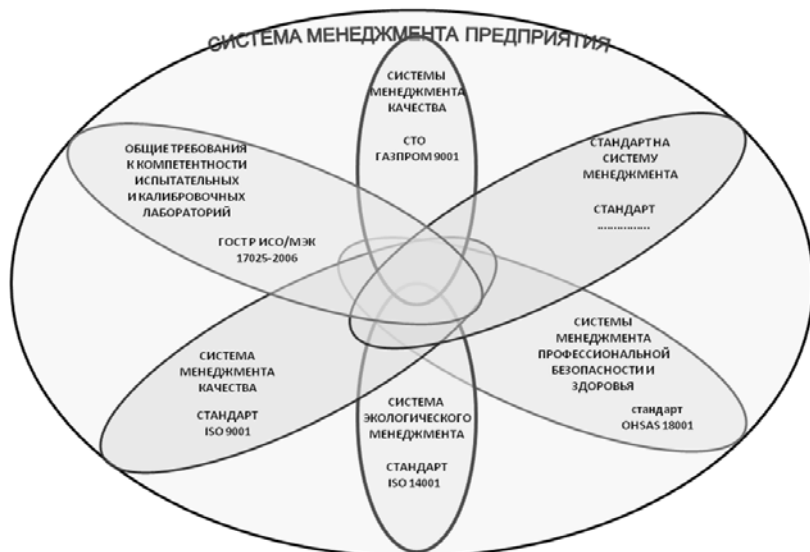 СИСТЕМА МЕНЕДЖМЕНТА ПРЕДПРИЯТИЯ
СИСТЕМЫ
МЕНЕДЖМЕНТА
КАЧЕСТВА
СТО
ГАЗПРОМ 9001
ОБЩИЕ ТРЕБОВАНИЯ
К КОМПЕТЕНТНОСТИ
ИСПЫТАТЕЛЬНЫХ
И КАЛИБРОВОЧНЫХ
ЛАБОРАТОРИЙ
ГОСТ Р ИСО/МЭК
17025-2006
СТАНДАРТ НА
СИСТЕМУ
МЕНЕДЖМЕНТА
СТАНДАРТ
................
СИСТЕМА
МЕНЕДЖМЕНТА
КАЧЕСТВА
СТАНДАРТ
ISO 9001
СИСТЕМА
ЭКОЛОГИЧЕСКОГО
МЕНЕДЖМЕНТА
СТАНДАРТ
ISO 14001
СИСТЕМЫ
МЕНЕДЖМЕНТА
ПРОФЕССИОНАЛЬНОЙ
БЕЗОПАСНОСТИ И
ЗДОРОВЬЯ
стандарт
OHSAS 18001